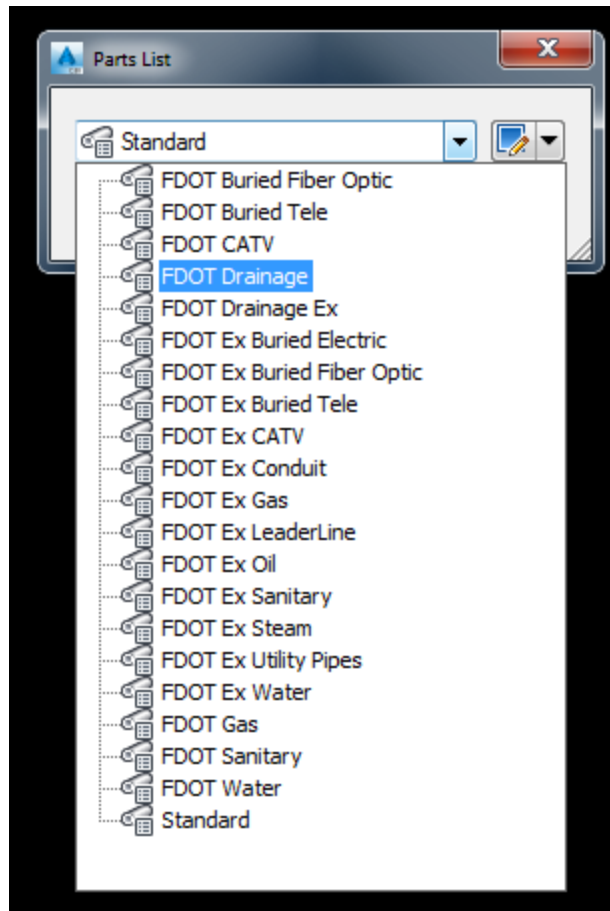 Parts List
Standard
FDOT Buried Fiber Optic
FDOT Buried Tele
FDOT CATV
FDOT Drainage
FDOT Drainage Ex
FDOT Ex Buried Electric
FDOT Ex Buried Fiber Optic
FDOT Ex Buried Tele
FDOT Ex CATV
FDOT Ex Conduit
FDOT Ex Gas
FDOT Ex LeaderLine
FDOT Ex Oil
FDOT Ex Sanitary
FDOT Ex Steam
FDOT Ex Utility Pipes
FDOT Ex Water
FDOT Gas
FDOT Sanitary
FDOT Water
Standard